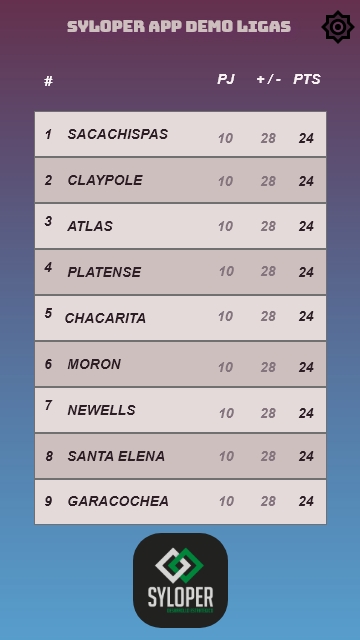 SYLOPER APP DEMO LIGAS
# PJ +/- PTS
1 SACACHISPAS 10 28 24
2 CLAYPOLE 10 28 24
3 ATLAS 10 28 24
4 PLATENSE 10 28 24
5 CHACARITA 10 28 24
6 MORON 10 28 24
7 NEWELLS 10 28 24
8 SANTA ELENA 10 28 24
9 GARACOCHEA 10 28 24
SYLOPER